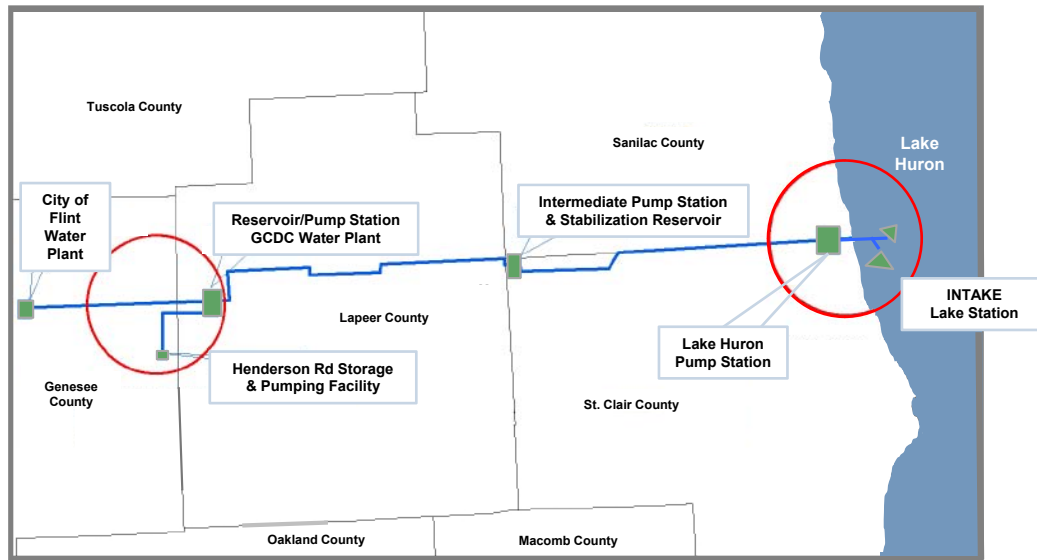 Tuscola County
Sanilac County
Lake
Huron
City of
Flint
Water
Plant
Reservoir/Pump Station
GCDC Water Plant
Intermediate Pump Station
& Stabilization Reservoir
INTAKE
Lake Station
Lapeer County
Lake Huron
Pump Station
Henderson Rd Storage
& Pumping Facility
Genesee
County
St. Clair County
Oakland County
Macomb County